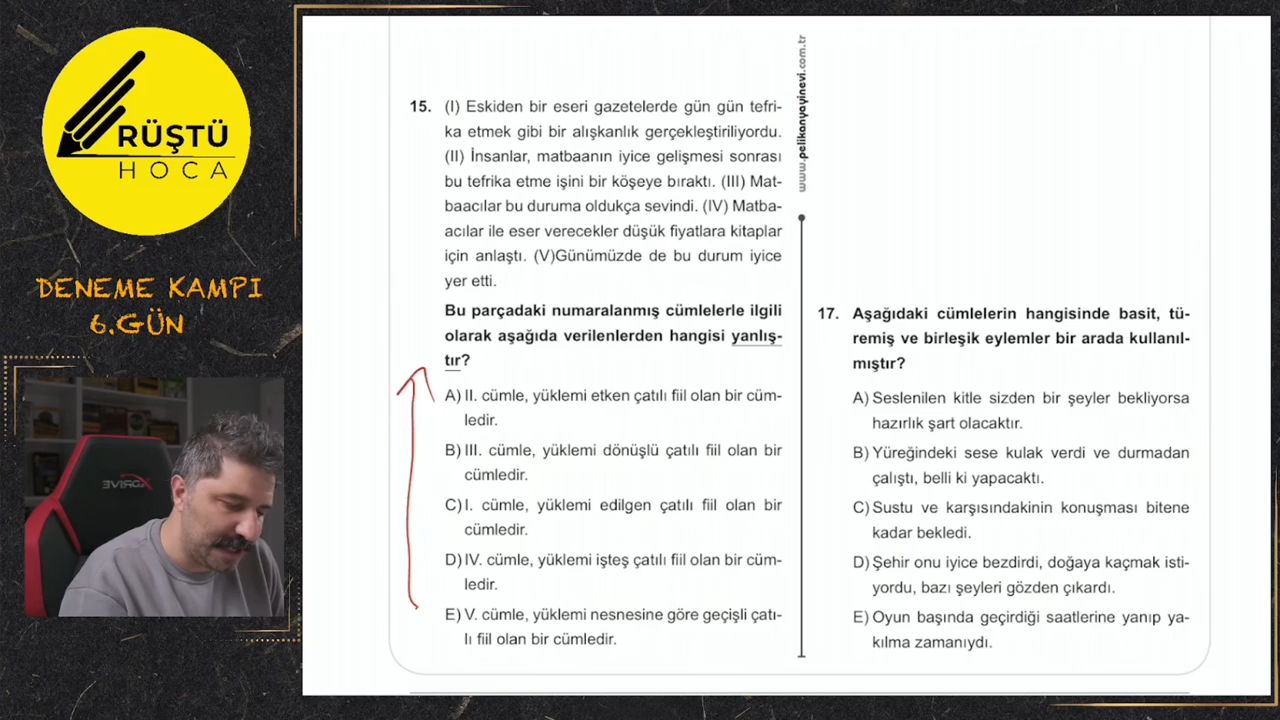 RÜŞTÜ
HOCA
DENEME KAMPI
6.GÜN
15. (I) Eskiden bir eseri gazetelerde gün gün tefri-
ka etmek gibi bir alışkanlık gerçekleştiriliyordu.
(II) İnsanlar, matbaanın iyice gelişmesi sonrası
bu tefrika etme işini bir köşeye bıraktı. (III) Mat-
baacılar bu duruma oldukça sevindi. (IV) Matba-
acılar ile eser verecekler düşük fiyatlara kitaplar
için anlaştı. (V)Günümüzde de bu durum iyice
yer etti.
Bu parçadaki numaralanmış cümlelerle ilgili
olarak aşağıda verilenlerden hangisi yanlış-
tır?
A) II. cümle, yüklemi etken çatılı fiil olan bir cüm-
ledir.
B) III. cümle, yüklemi dönüşlü çatılı fiil olan bir
cümledir.
C) I. cümle, yüklemi edilgen çatılı fiil olan bir
cümledir.
D) IV. cümle, yüklemi işteş çatılı fiil olan bir cüm-
ledir.
E) V. cümle, yüklemi nesnesine göre geçişli çatı-
lı fiil olan bir cümledir.
www.pelikanyayinevi.com.tr
17. Aşağıdaki cümlelerin hangisinde basit, tü-
remiş ve birleşik eylemler bir arada kullanıl-
mıştır?
A) Seslenilen kitle sizden bir şeyler bekliyorsa
hazırlık şart olacaktır.
B) Yüreğindeki sese kulak verdi ve durmadan
çalıştı, belli ki yapacaktı.
C) Sustu ve karşısındakinin konuşması bitene
kadar bekledi.
D) Şehir onu iyice bezdirdi, doğaya kaçmak isti-
yordu, bazı şeyleri gözden çıkardı.
E) Oyun başında geçirdiği saatlerine yanıp ya-
kılma zamanıydı.